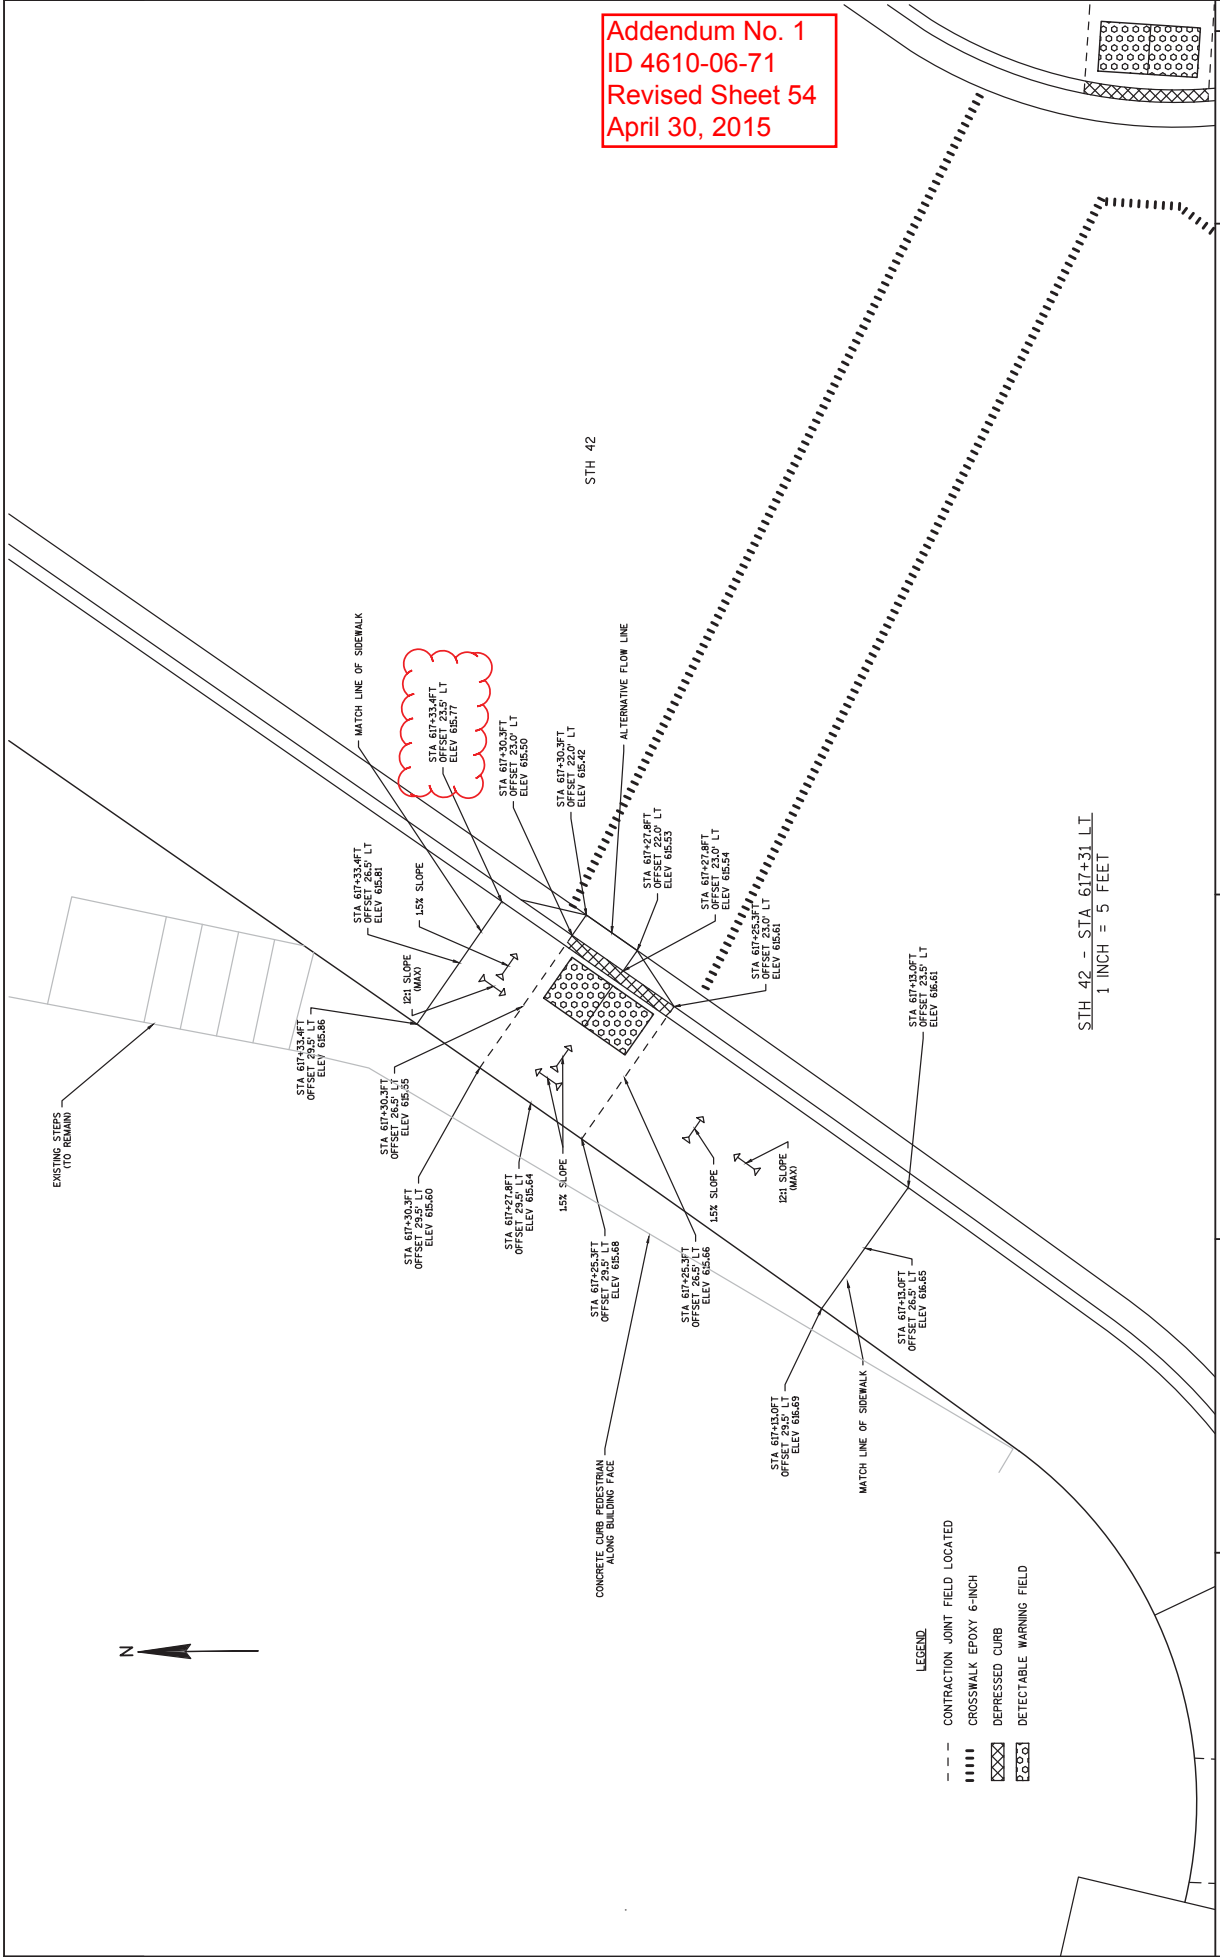 Addendum No. 1
ID 4610-06-71
Revised Sheet 54
April 30, 2015
EXISTING STEPS
(TO REMAIN)
N
STA 617+33.4FT
OFFSET 29.5' LT
ELEV 615.86
STA 617+33.4FT
OFFSET 26.5' LT
ELEV 615.81
MATCH LINE OF SIDEWALK
STA 617+33.4FT
OFFSET 23.5' LT
ELEV 615.77
12:1 SLOPE
(MAX)
1.5% SLOPE
STA 617+30.3FT
OFFSET 29.5' LT
ELEV 615.60
STA 617+30.3FT
OFFSET 26.5' LT
ELEV 615.55
STA 617+30.3FT
OFFSET 23.0' LT
ELEV 615.50
STA 617+30.3FT
OFFSET 22.0' LT
ELEV 615.42
STH 42
ALTERNATIVE FLOW LINE
STA 617+27.8FT
OFFSET 29.5' LT
ELEV 615.64
1.5% SLOPE
STA 617+27.8FT
OFFSET 22.0' LT
ELEV 615.53
STA 617+27.8FT
OFFSET 23.0' LT
ELEV 615.54
STA 617+25.3FT
OFFSET 29.5' LT
ELEV 615.68
STA 617+25.3FT
OFFSET 26.5' LT
ELEV 615.66
STA 617+25.3FT
OFFSET 23.0' LT
ELEV 615.61
1.5% SLOPE
12:1 SLOPE
(MAX)
CONCRETE CURB PEDESTRIAN
ALONG BUILDING FACE
STA 617+13.0FT
OFFSET 29.5' LT
ELEV 616.69
MATCH LINE OF SIDEWALK
STA 617+13.0FT
OFFSET 26.5' LT
ELEV 616.65
STA 617+13.0FT
OFFSET 23.5' LT
ELEV 616.61
LEGEND
CONTRACTION JOINT FIELD LOCATED
CROSSWALK EPOXY 6-INCH
DEPRESSED CURB
DETECTABLE WARNING FIELD
STH 42 - STA 617+31 LT
1 INCH = 5 FEET